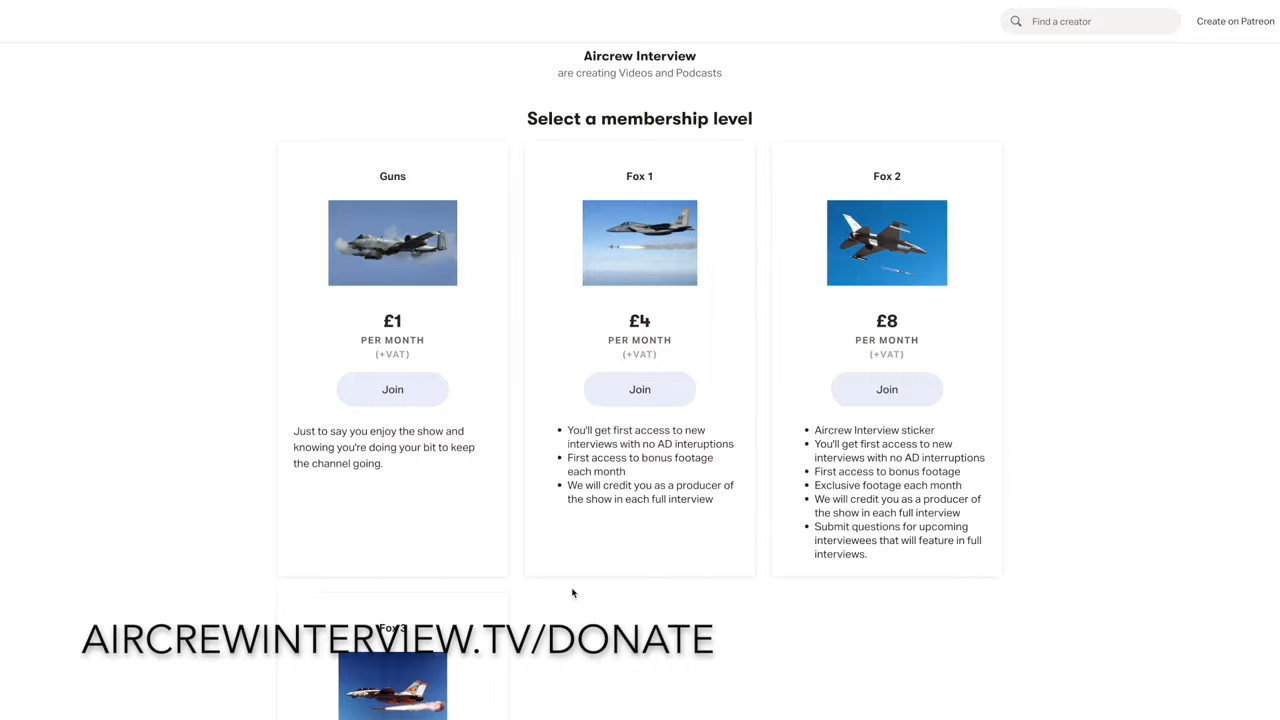 Find a creator
Create on Patreon
Aircrew Interview
are creating Videos and Podcasts
Select a membership level
Guns
£1
PER MONTH
(+VAT)
Join
Just to say you enjoy the show and
knowing you're doing your bit to keep
the channel going.
Fox 1
£4
PER MONTH
(+VAT)
Join
• You'll get first access to new
interviews with no AD interuptions
• First access to bonus footage
each month
• We will credit you as a producer of
the show in each full interview
Fox 2
£8
PER MONTH
(+VAT)
Join
• Aircrew Interview sticker
• You'll get first access to new
interviews with no AD interruptions
• First access to bonus footage
• Exclusive footage each month
• We will credit you as a producer of
the show in each full interview
• Submit questions for upcoming
interviewees that will feature in full
interviews.
Fox 3
AIRCREWINTERVIEW.TV/DONATE